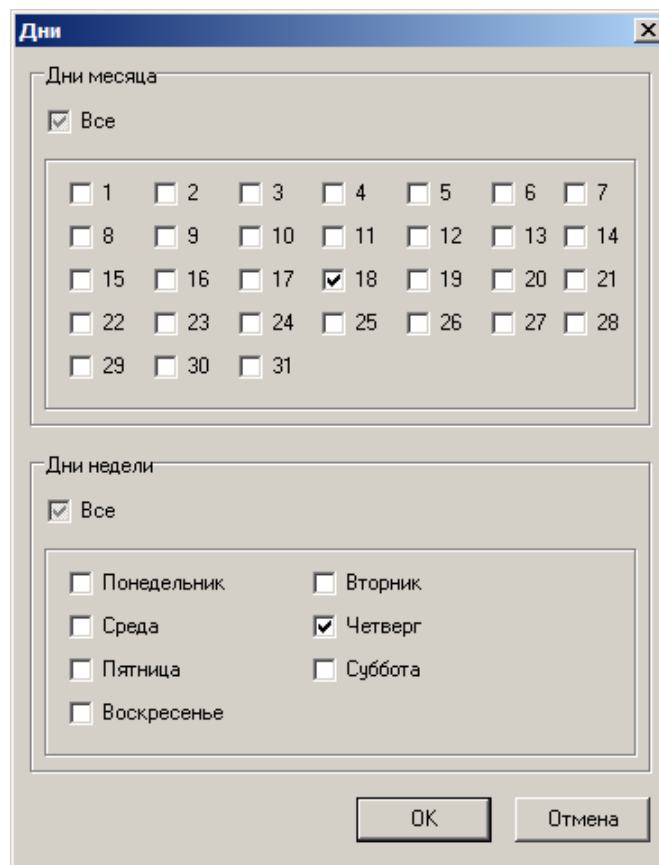 Дни
Дни месяца
Все
1 2 3 4 5 6 7
8 9 10 11 12 13 14
15 16 17 18 19 20 21
22 23 24 25 26 27 28
29 30 31
Дни недели
Все
Понедельник Вторник
Среда Четверг
Пятница Суббота
Воскресенье
OK Отмена